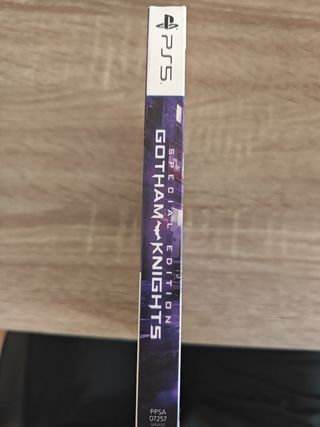 PS5
SPECIAL EDITION
GOTHAM KNIGHTS
PPSA
07257